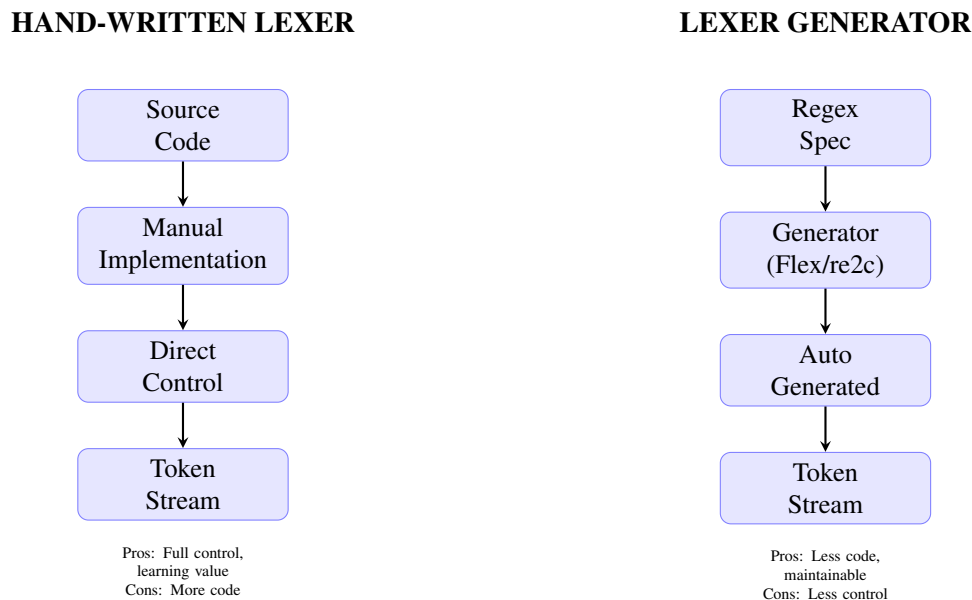 HAND-WRITTEN LEXER
Source
Code
Manual
Implementation
Direct
Control
Token
Stream
Pros: Full control,
learning value
Cons: More code
LEXER GENERATOR
Regex
Spec
Generator
(Flex/re2c)
Auto
Generated
Token
Stream
Pros: Less code,
maintainable
Cons: Less control